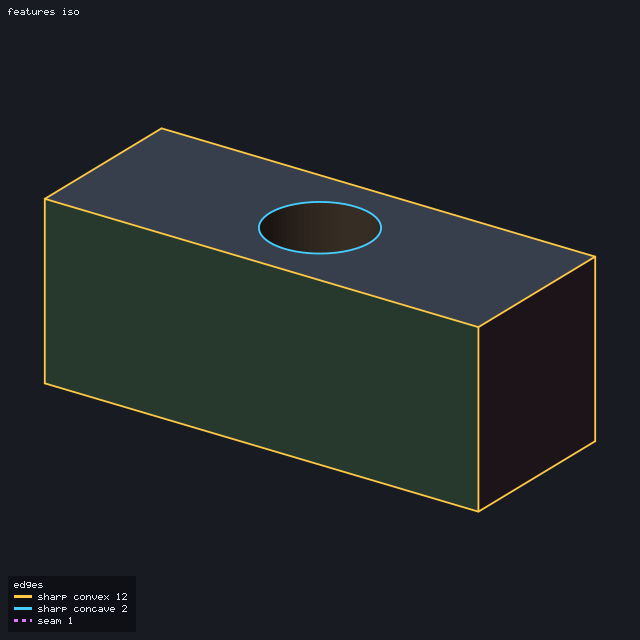 features iso
edges
sharp convex 12
sharp concave 2
seam 1